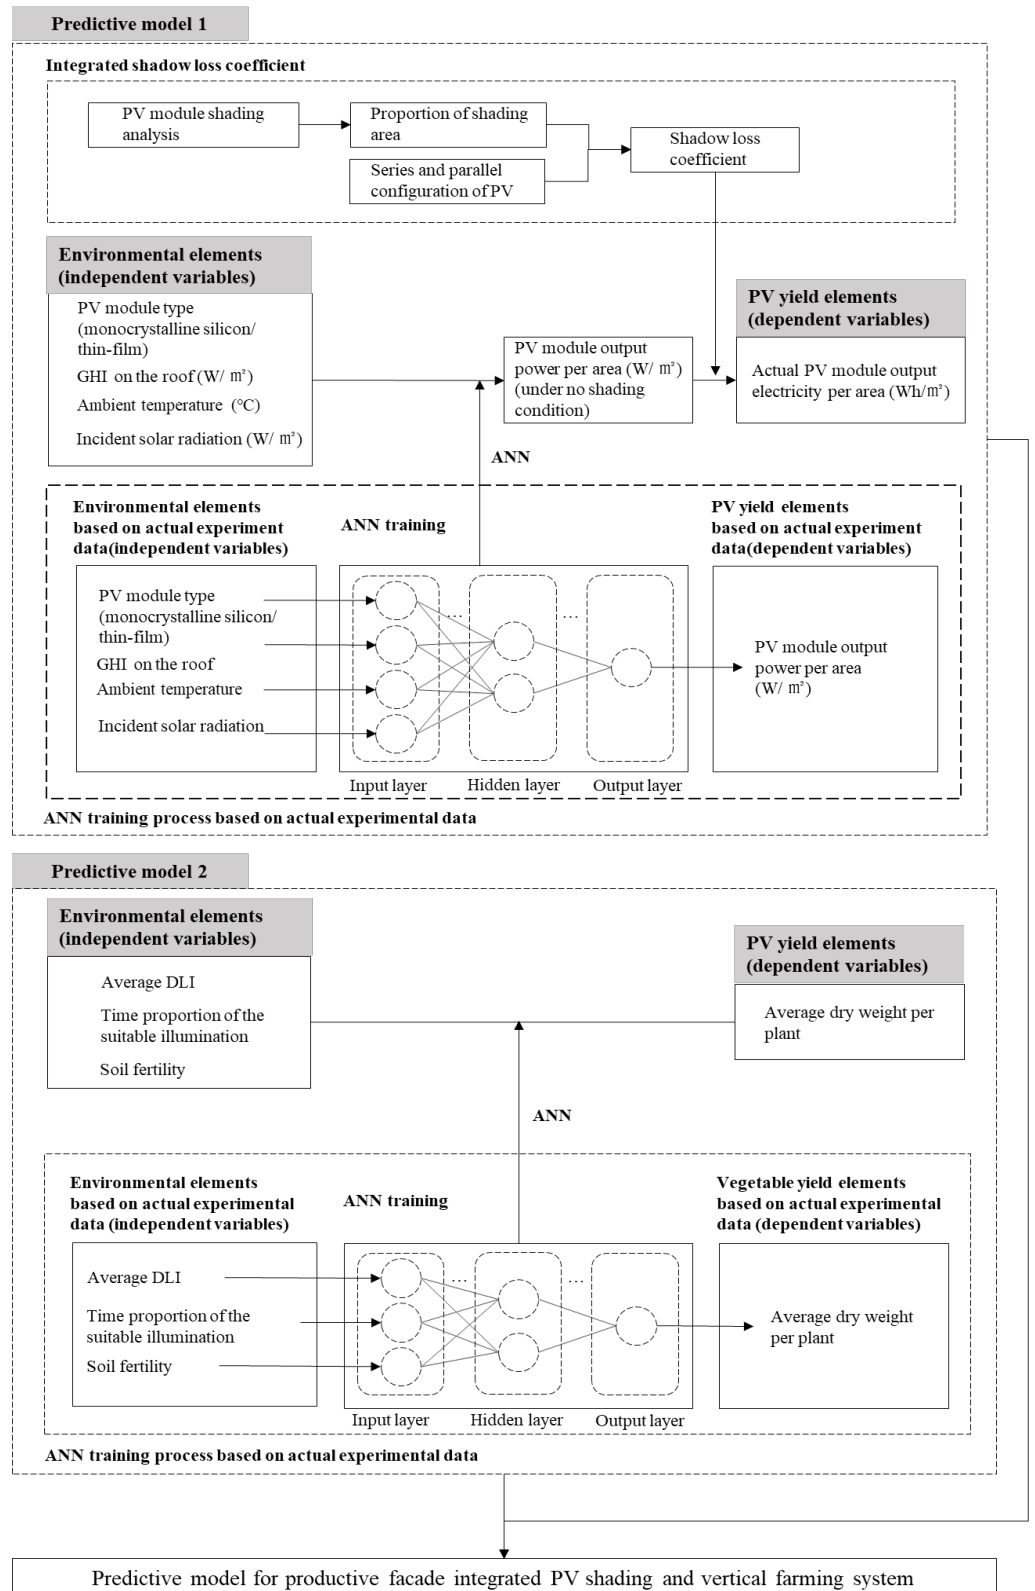 Predictive model 1
Integrated shadow loss coefficient
PV module shading
analysis
Proportion of shading
area
Series and parallel
configuration of PV
Shadow loss
coefficient
Environmental elements
(independent variables)
PV module type
(monocrystalline silicon/
thin-film)
GHI on the roof (W/ ㎡)
Ambient temperature (℃)
Incident solar radiation (W/ ㎡)
PV module output
power per area (W/ ㎡)
(under no shading
condition)
PV yield elements
(dependent variables)
Actual PV module output
electricity per area (Wh/㎡)
ANN
Environmental elements
based on actual experiment
data(independent variables)
ANN training
PV yield elements
based on actual experiment
data(dependent variables)
PV module type
(monocrystalline silicon/
thin-film)
GHI on the roof
Ambient temperature
Incident solar radiation
...
...
PV module output
power per area
(W/ ㎡)
Input layer
Hidden layer
Output layer
ANN training process based on actual experimental data
Predictive model 2
Environmental elements
(independent variables)
Average DLI
Time proportion of the
suitable illumination
Soil fertility
PV yield elements
(dependent variables)
Average dry weight per
plant
ANN
Environmental elements
based on actual experimental
data (independent variables)
ANN training
Vegetable yield elements
based on actual experimental
data (dependent variables)
Average DLI
Time proportion of the
suitable illumination
Soil fertility
...
...
Average dry weight
per plant
Input layer
Hidden layer
Output layer
ANN training process based on actual experimental data
Predictive model for productive facade integrated PV shading and vertical farming system